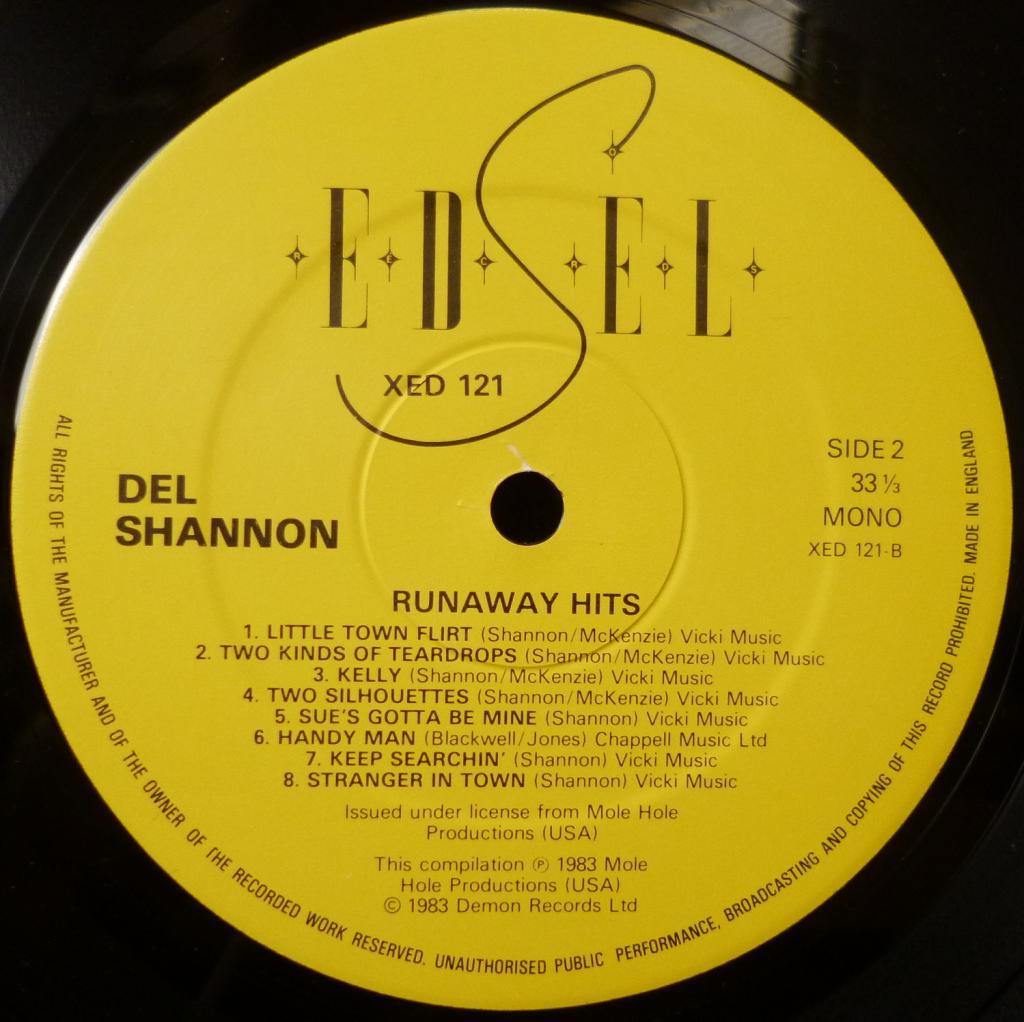 EDSEL
RECORDS
XED 121
DEL
SHANNON
SIDE 2
33 ⅓
MONO
XED 121-B
RUNAWAY HITS
1. LITTLE TOWN FLIRT (Shannon/McKenzie) Vicki Music
2. TWO KINDS OF TEARDROPS (Shannon/McKenzie) Vicki Music
3. KELLY (Shannon/McKenzie) Vicki Music
4. TWO SILHOUETTES (Shannon/McKenzie) Vicki Music
5. SUE'S GOTTA BE MINE (Shannon) Vicki Music
6. HANDY MAN (Blackwell/Jones) Chappell Music Ltd
7. KEEP SEARCHIN' (Shannon) Vicki Music
8. STRANGER IN TOWN (Shannon) Vicki Music
Issued under license from Mole Hole
Productions (USA)
This compilation ℗ 1983 Mole
Hole Productions (USA)
© 1983 Demon Records Ltd
ALL RIGHTS OF THE MANUFACTURER AND OF THE OWNER OF THE RECORDED WORK RESERVED. UNAUTHORISED PUBLIC PERFORMANCE, BROADCASTING AND COPYING OF THIS RECORD PROHIBITED. MADE IN ENGLAND